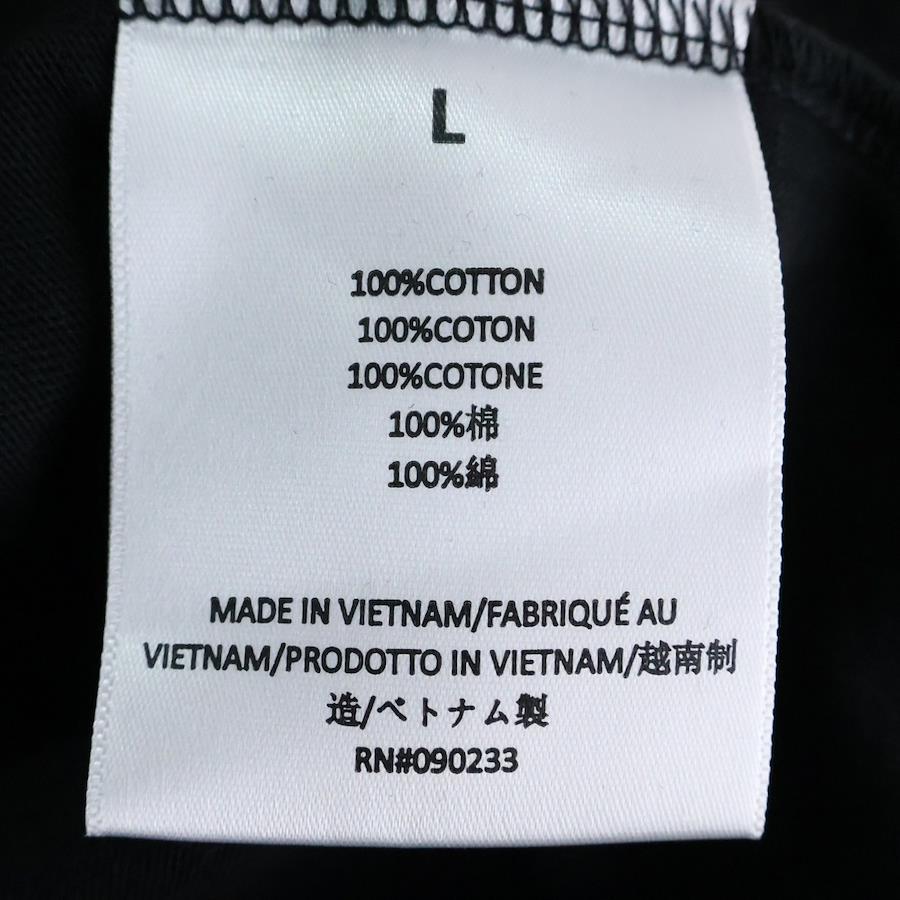 L
100%COTTON
100%COTON
100%COTONE
100%棉
100%綿
MADE IN VIETNAM/FABRIQUÉ AU
VIETNAM/PRODOTTO IN VIETNAM/越南制
造/ベトナム製
RN#090233